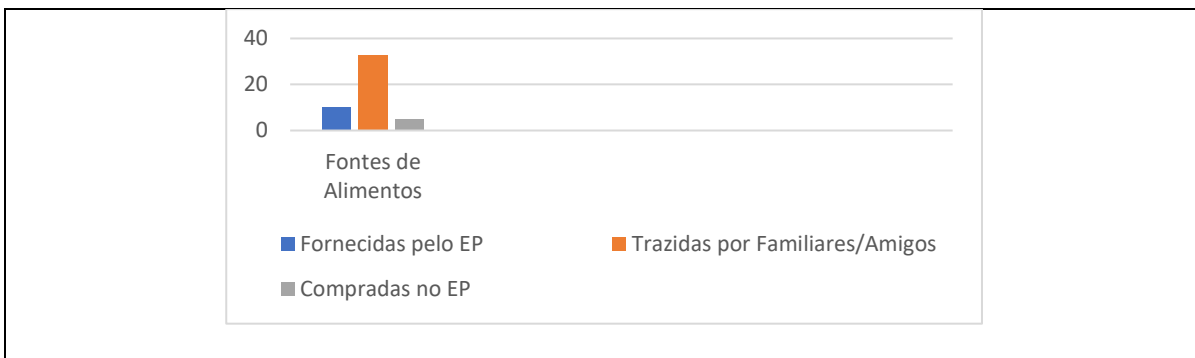 40
20
0
Fontes de
Alimentos
Fornecidas pelo EP
Trazidas por Familiares/Amigos
Compradas no EP